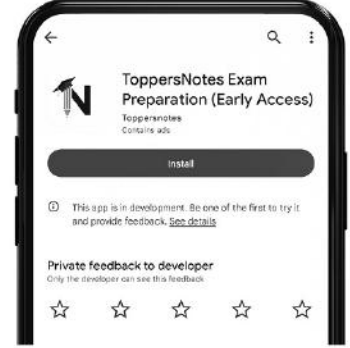 ToppersNotes Exam
Preparation (Early Access)
Toppersnotes
Contains ads
Install
This app is in development. Be one of the first to try it
and provide feedback. See details
Private feedback to developer
Only the developer can see this feedback